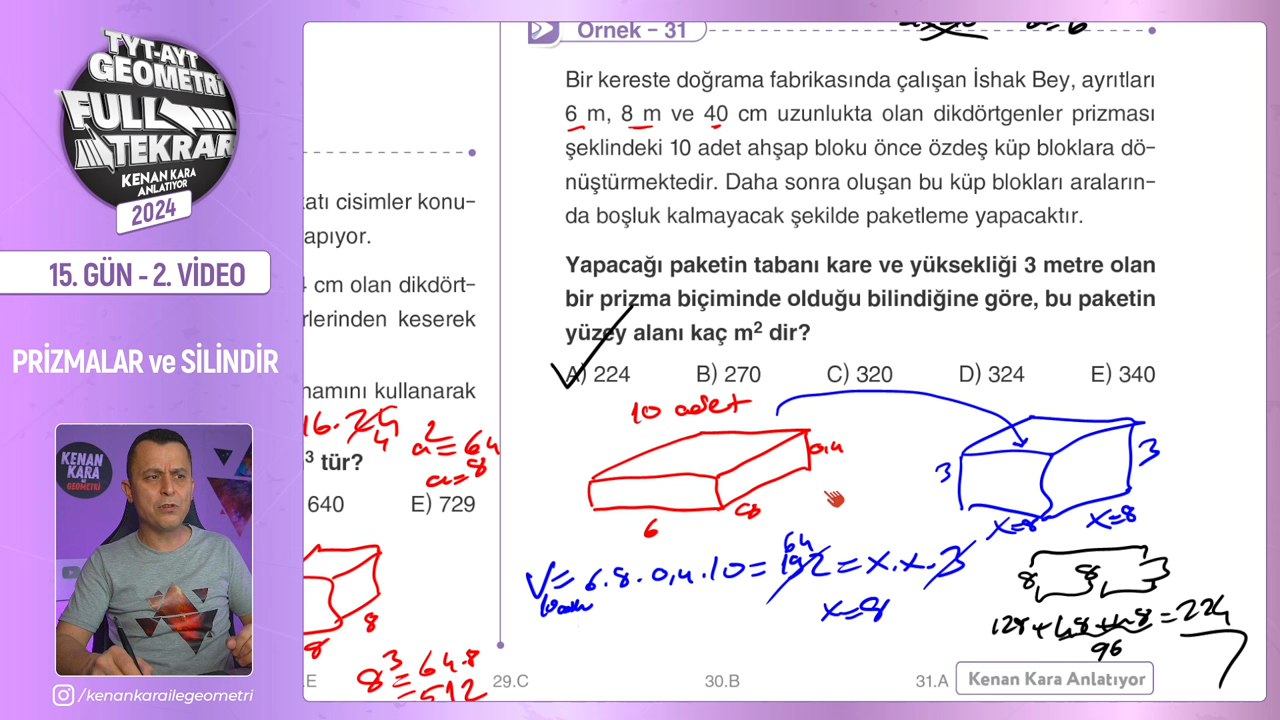 TYT-AYT
GEOMETRİ
FULL
TEKRAR
KENAN KARA
ANLATIYOR
2024
15. GÜN - 2. VİDEO
PRİZMALAR ve SİLİNDİR
KENAN
KARA
GEOMETRİ
/kenankarailegeometri
atı cisimler konu-
apıyor.
cm olan dikdört-
rlerinden keserek
namını kullanarak
16.
4
a²=64
a=8
³ tür?
640 E) 729
8
8
8³=64.8
=512
Örnek – 31
a=6
Bir kereste doğrama fabrikasında çalışan İshak Bey, ayrıtları
6 m, 8 m ve 40 cm uzunlukta olan dikdörtgenler prizması
şeklindeki 10 adet ahşap bloku önce özdeş küp bloklara dö-
nüştürmektedir. Daha sonra oluşan bu küp blokları araların-
da boşluk kalmayacak şekilde paketleme yapacaktır.
Yapacağı paketin tabanı kare ve yüksekliği 3 metre olan
bir prizma biçiminde olduğu bilindiğine göre, bu paketin
yüzey alanı kaç m² dir?
A) 224 B) 270 C) 320 D) 324 E) 340
10 adet
0,4
6
8
3
3
x=8
x=8
64
V=6.8.0,4.10=192=x.x.3
x=8
8 8 3
128+48+48=224
96
.E 29.C 30.B 31.A Kenan Kara Anlatıyor